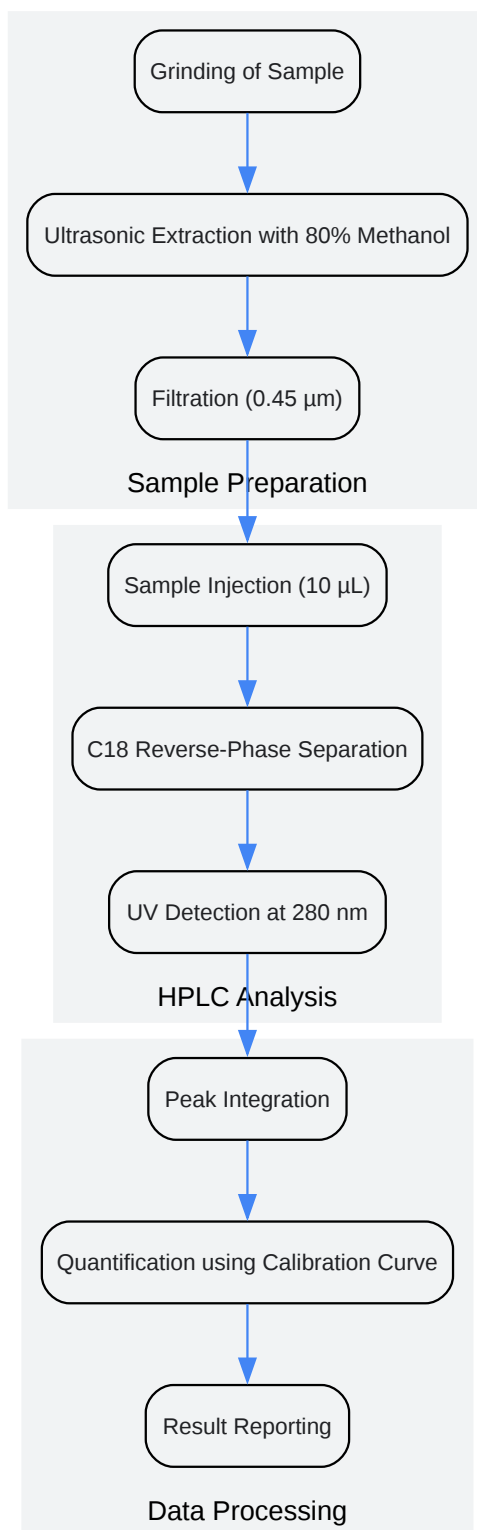 Grinding of Sample
Ultrasonic Extraction with 80% Methanol
Filtration (0.45 µm)
Sample Preparation
Sample Injection (10 µL)
C18 Reverse-Phase Separation
UV Detection at 280 nm
HPLC Analysis
Peak Integration
Quantification using Calibration Curve
Result Reporting
Data Processing